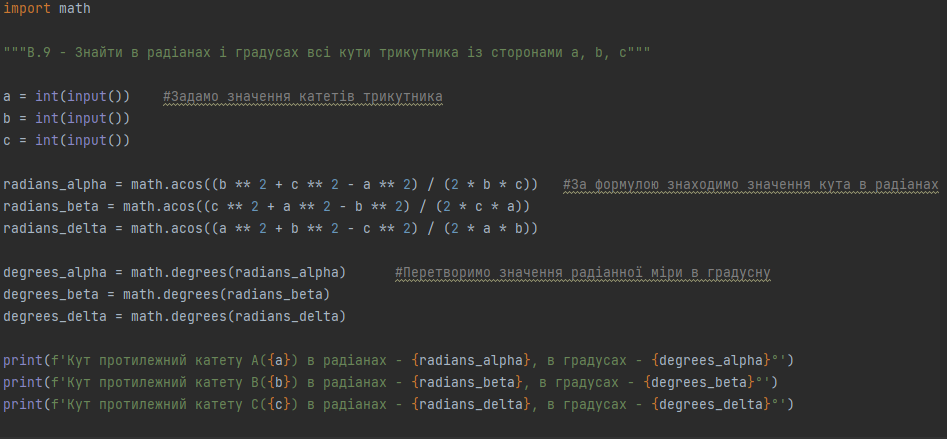 import math
"""В.9 - Знайти в радіанах і градусах всі кути трикутника із сторонами a, b, c"""
a = int(input())    #Задамо значення катетів трикутника
b = int(input())
c = int(input())
radians_alpha = math.acos((b ** 2 + c ** 2 - a ** 2) / (2 * b * c))   #За формулою знаходимо значення кута в радіанах
radians_beta = math.acos((c ** 2 + a ** 2 - b ** 2) / (2 * c * a))
radians_delta = math.acos((a ** 2 + b ** 2 - c ** 2) / (2 * a * b))
degrees_alpha = math.degrees(radians_alpha)      #Перетворимо значення радіанної міри в градусну
degrees_beta = math.degrees(radians_beta)
degrees_delta = math.degrees(radians_delta)
print(f'Кут протилежний катету A({a}) в радіанах - {radians_alpha}, в градусах - {degrees_alpha}°')
print(f'Кут протилежний катету B({b}) в радіанах - {radians_beta}, в градусах - {degrees_beta}°')
print(f'Кут протилежний катету C({c}) в радіанах - {radians_delta}, в градусах - {degrees_delta}°')